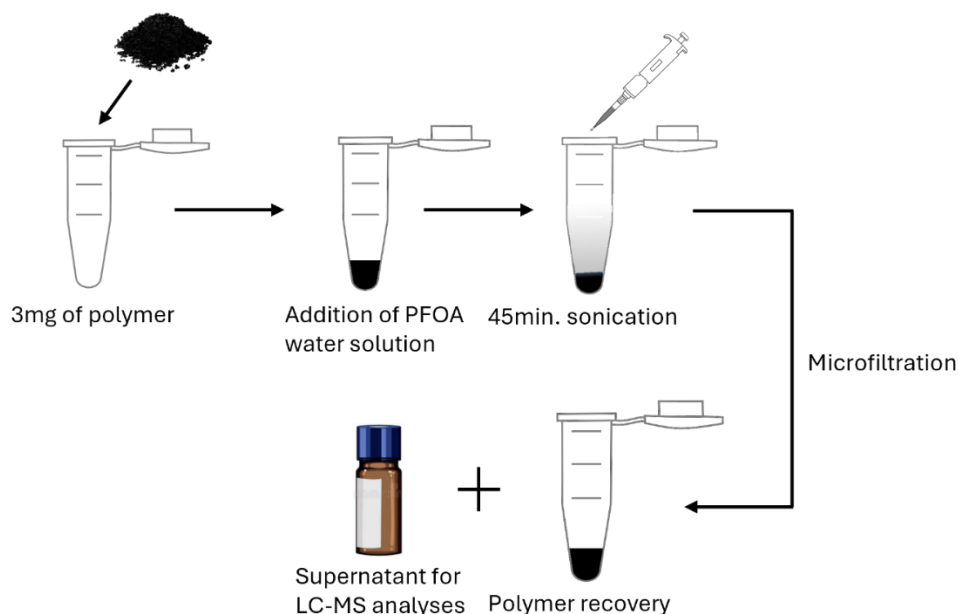 3mg of polymer
Addition of PFOA
water solution
45min. sonication
Microfiltration
Supernatant for
LC-MS analyses
Polymer recovery